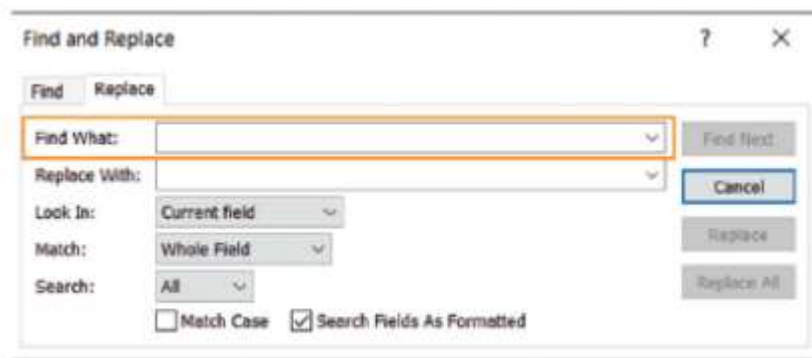 Find and Replace ?
Find Replace
Find What: Find Next
Replace With: Cancel
Look In: Current field
Match: Whole Field Replace
Search: All Replace All
Match Case Search Fields As Formatted